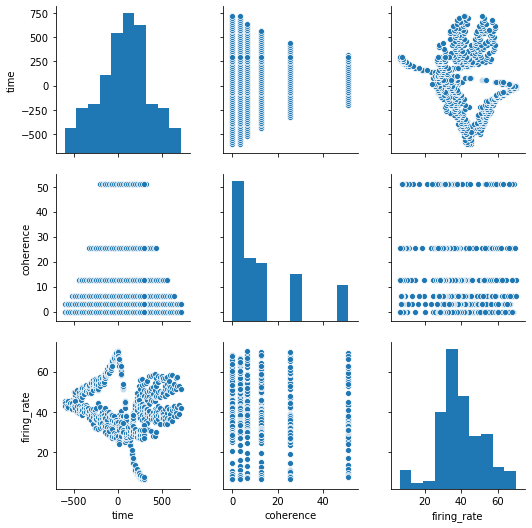 750
500
250
0
−250
−500
time
50
40
30
20
10
0
coherence
60
40
20
firing_rate
−500 0 500
time
0 20 40
coherence
20 40 60
firing_rate